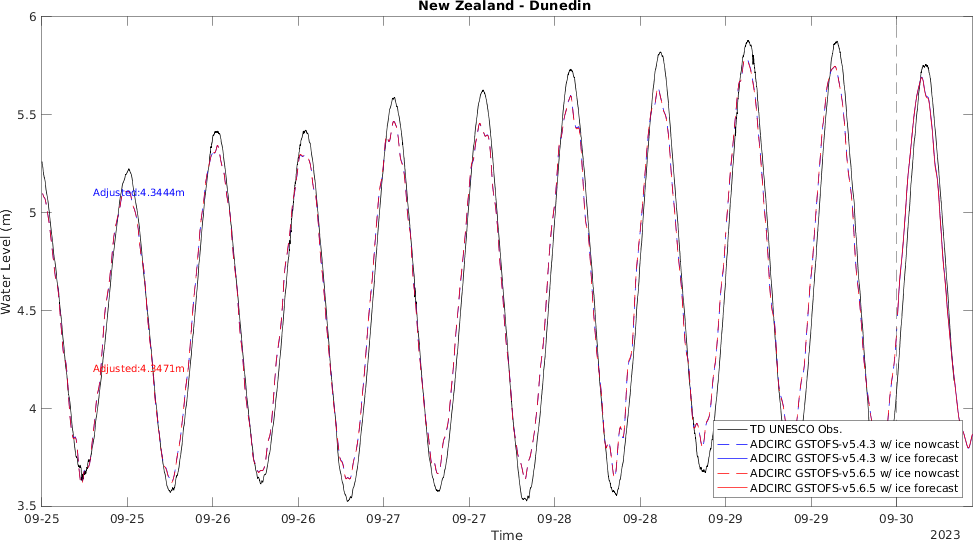 New Zealand - Dunedin
6
5.5
5
4.5
4
3.5
Water Level (m)
Adjusted:4.3444m
Adjusted:4.3471m
TD UNESCO Obs.
ADCIRC GSTOFS-v5.4.3 w/ ice nowcast
ADCIRC GSTOFS-v5.4.3 w/ ice forecast
ADCIRC GSTOFS-v5.6.5 w/ ice nowcast
ADCIRC GSTOFS-v5.6.5 w/ ice forecast
09-25 09-25 09-26 09-26 09-27 09-27 09-28 09-28 09-29 09-29 09-30
Time
2023